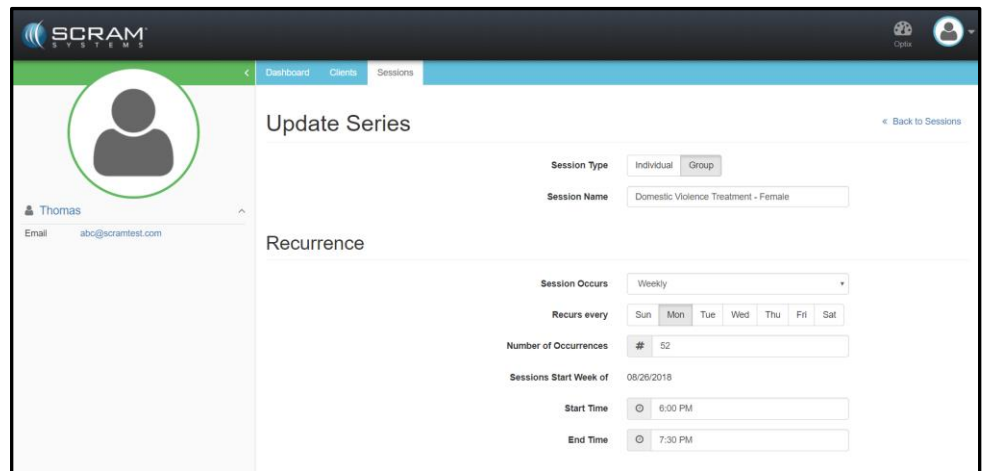 SCRAM
SYSTEMS
Optix
Dashboard Clients Sessions
Thomas
Email abc@scramtest.com
Update Series
« Back to Sessions
Session Type Individual Group
Session Name Domestic Violence Treatment - Female
Recurrence
Session Occurs Weekly
Recurs every Sun Mon Tue Wed Thu Fri Sat
Number of Occurrences # 52
Sessions Start Week of 08/26/2018
Start Time 6:00 PM
End Time 7:30 PM